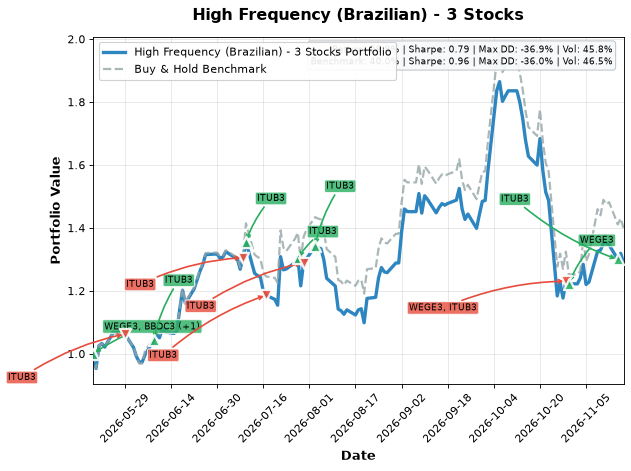 High Frequency (Brazilian) - 3 Stocks
High Frequency (Brazilian) - 3 Stocks Portfolio
Buy & Hold Benchmark
| Sharpe: 0.79 | Max DD: -36.9% | Vol: 45.8%
Benchmark: 40.0% | Sharpe: 0.96 | Max DD: -36.0% | Vol: 46.5%
Portfolio Value
2.0
1.8
1.6
1.4
1.2
1.0
ITUB3
ITUB3
ITUB3
ITUB3
WEGE3
ITUB3
ITUB3
ITUB3
WEGE3, ITUB3
WEGE3, BBDC3 (+1)
ITUB3
ITUB3
2026-05-29
2026-06-14
2026-06-30
2026-07-16
2026-08-01
2026-08-17
2026-09-02
2026-09-18
2026-10-04
2026-10-20
2026-11-05
Date